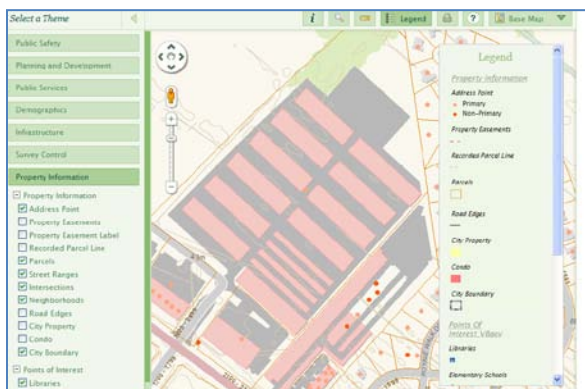 Select a Theme
i
Legend
?
Base Map
Public Safety
Planning and Development
Public Services
Demographics
Infrastructure
Survey Control
Property Information
Property Information
Address Point
Property Easements
Property Easement Label
Recorded Parcel Line
Parcels
Street Ranges
Intersections
Neighborhoods
Road Edges
City Property
Condo
City Boundary
Points of Interest
Libraries
Legend
Property Information
Address Point
Primary
Non-Primary
Property Easements
Recorded Parcel Line
Parcels
Road Edges
City Property
Condo
City Boundary
Points Of
Interest_VBgov
Libraries
Elementary Schools